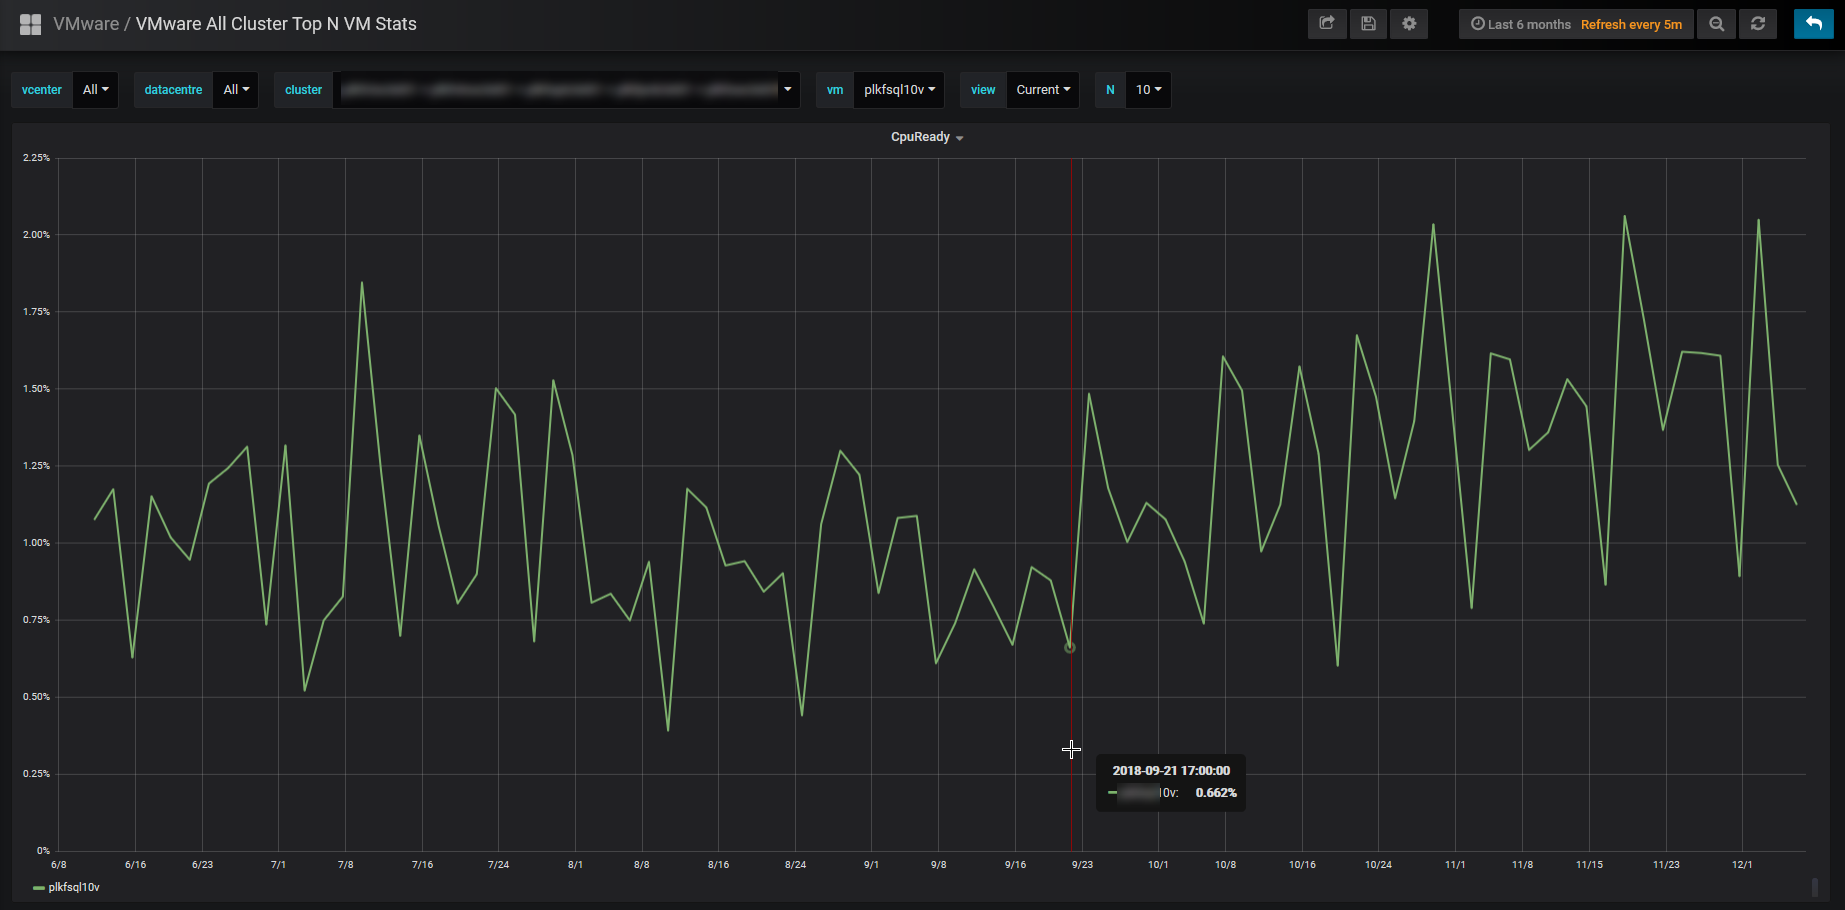 VMware / VMware All Cluster Top N VM Stats
Last 6 months Refresh every 5m
vcenter All datacentre All cluster vm plkfsql10v view Current N 10
CpuReady
2.25%
2.00%
1.75%
1.50%
1.25%
1.00%
0.75%
0.50%
0.25%
0%
2018-09-21 17:00:00
10v: 0.662%
6/8 6/16 6/23 7/1 7/8 7/16 7/24 8/1 8/8 8/16 8/24 9/1 9/8 9/16 9/23 10/1 10/8 10/16 10/24 11/1 11/8 11/15 11/23 12/1
plkfsql10v